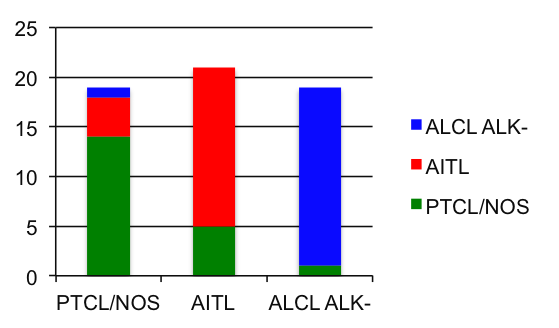 25
20
15
10
5
0
PTCL/NOS AITL ALCL ALK-
ALCL ALK-
AITL
PTCL/NOS